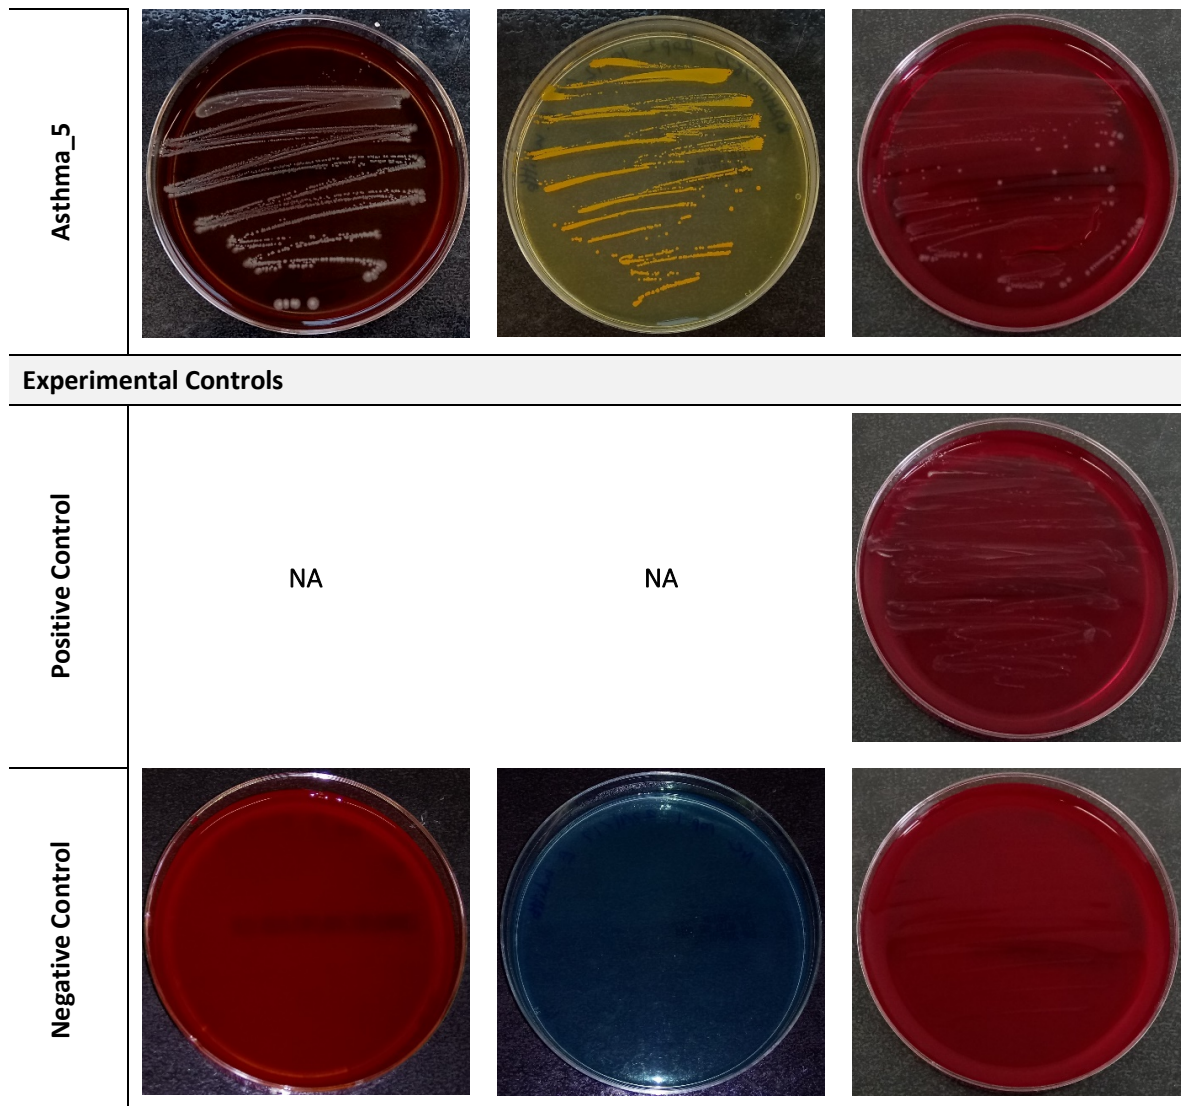 Asthma_5
Experimental Controls
Positive Control
NA
NA
Negative Control